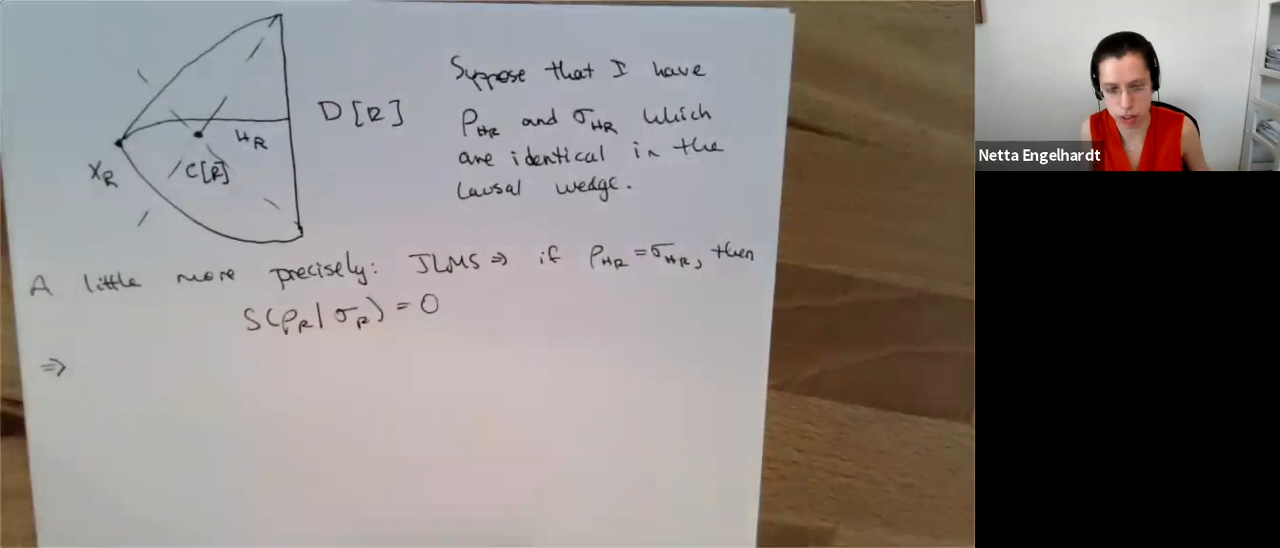 Suppose that I have
D[R]
ρ_HR and σ_HR which
H_R
are identical in the
X_R
C[R]
causal wedge.
A little more precisely: JLMS ⇒ if ρ_HR = σ_HR, then
S(ρ_R | σ_R) = 0
⇒
Netta Engelhardt